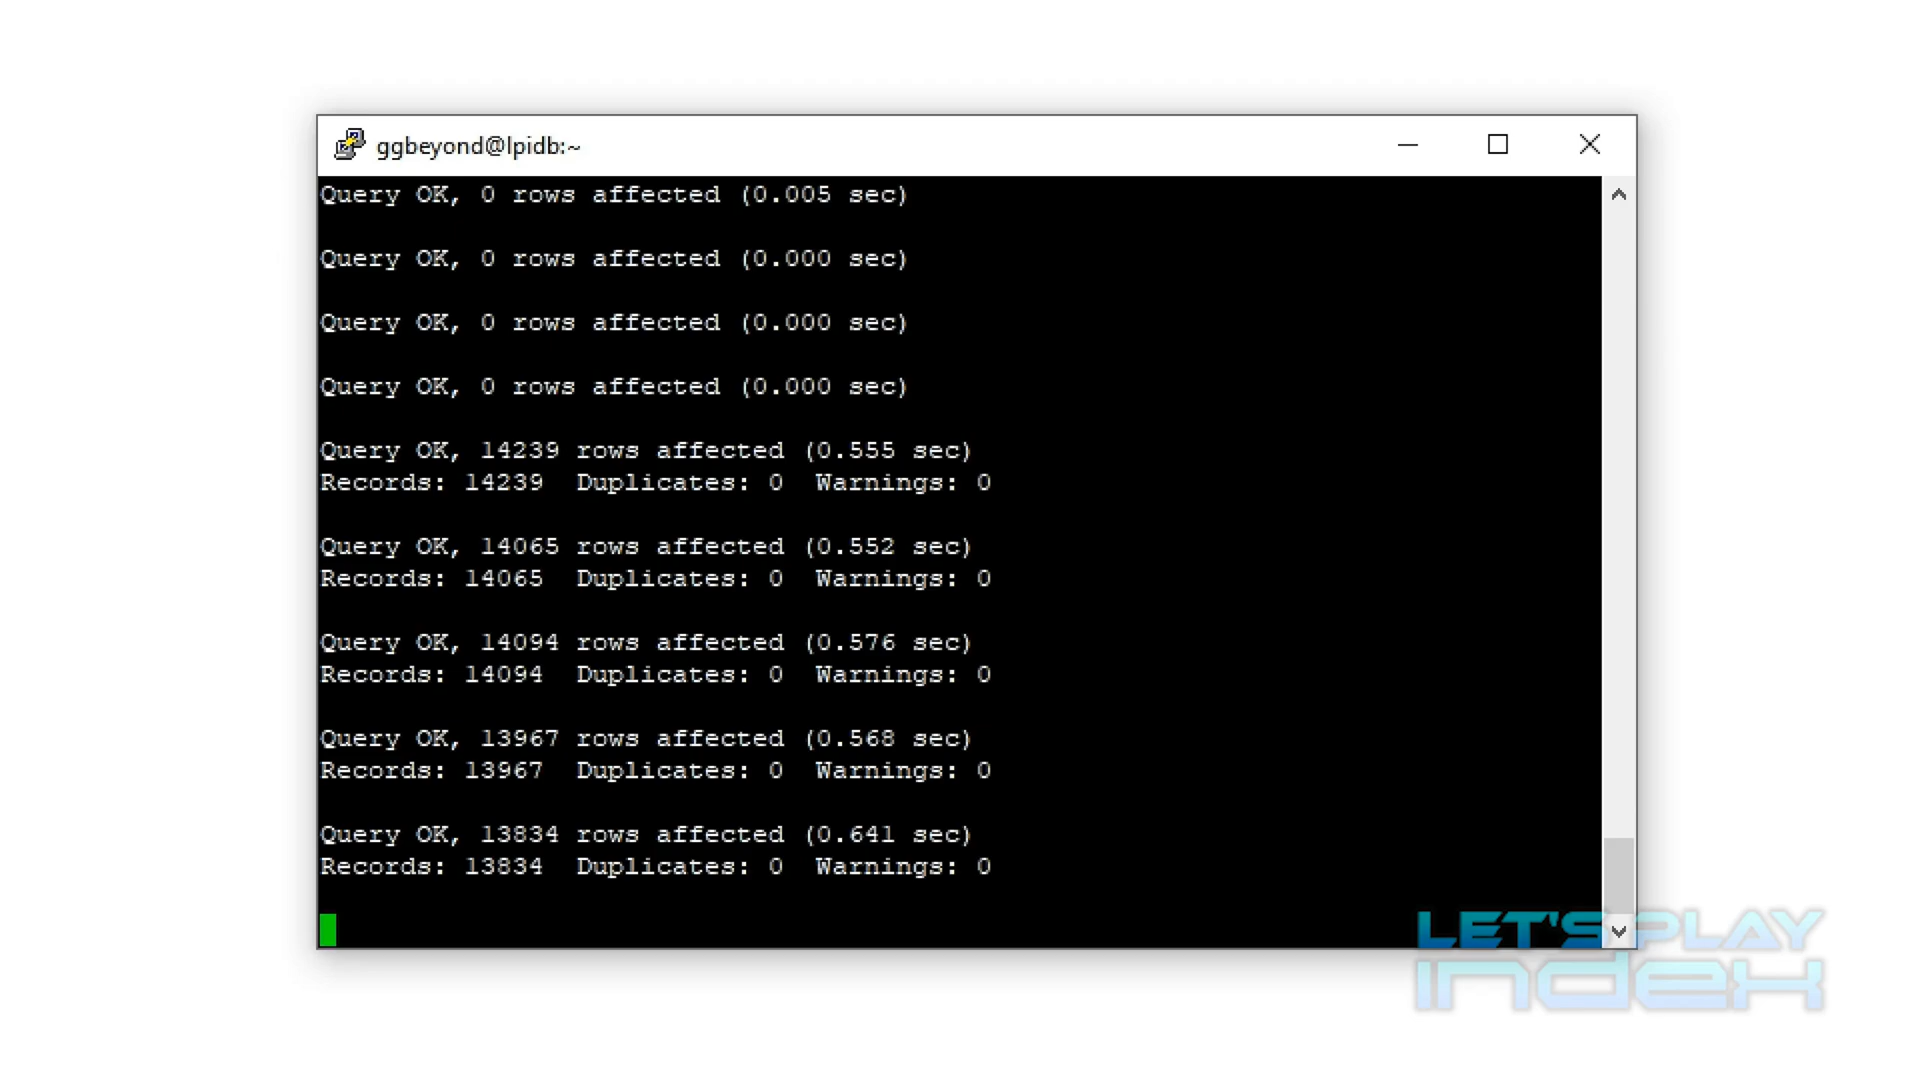 ggbeyond@lpidb:~
Query OK, 0 rows affected (0.005 sec)
Query OK, 0 rows affected (0.000 sec)
Query OK, 0 rows affected (0.000 sec)
Query OK, 0 rows affected (0.000 sec)
Query OK, 14239 rows affected (0.555 sec)
Records: 14239  Duplicates: 0  Warnings: 0
Query OK, 14065 rows affected (0.552 sec)
Records: 14065  Duplicates: 0  Warnings: 0
Query OK, 14094 rows affected (0.576 sec)
Records: 14094  Duplicates: 0  Warnings: 0
Query OK, 13967 rows affected (0.568 sec)
Records: 13967  Duplicates: 0  Warnings: 0
Query OK, 13834 rows affected (0.641 sec)
Records: 13834  Duplicates: 0  Warnings: 0
LET'S PLAY
index